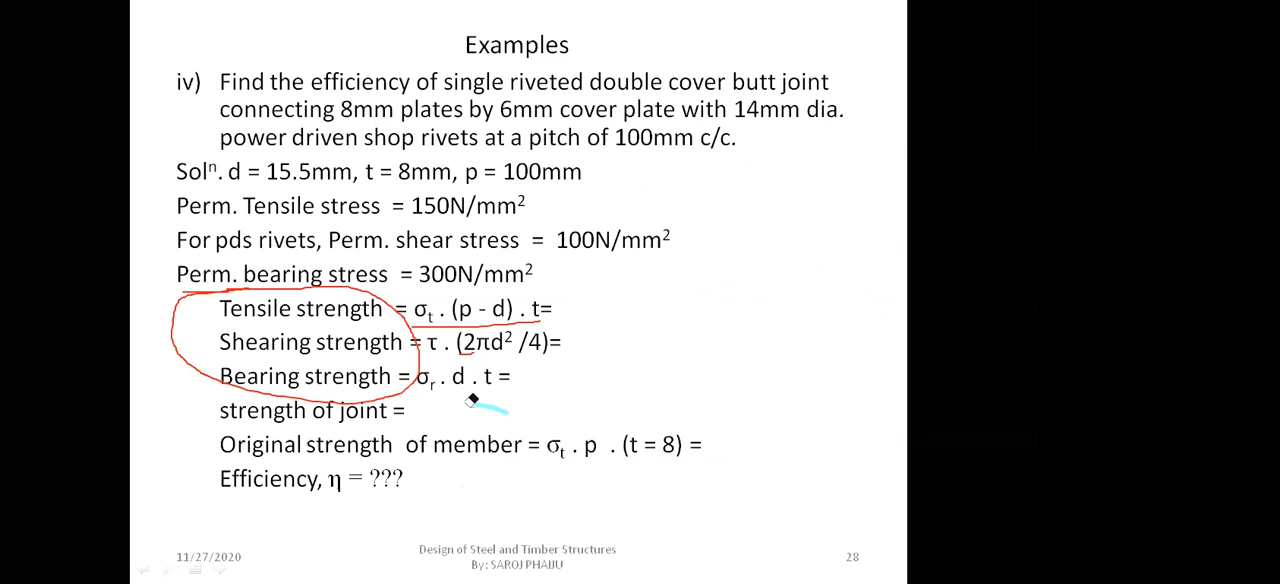 Examples
iv) Find the efficiency of single riveted double cover butt joint
connecting 8mm plates by 6mm cover plate with 14mm dia.
power driven shop rivets at a pitch of 100mm c/c.
Solⁿ. d = 15.5mm, t = 8mm, p = 100mm
Perm. Tensile stress = 150N/mm²
For pds rivets, Perm. shear stress = 100N/mm²
Perm. bearing stress = 300N/mm²
Tensile strength = σₜ . (p - d) . t=
Shearing strength = τ . (2πd² /4)=
Bearing strength = σᵣ . d . t =
strength of joint =
Original strength of member = σₜ . p . (t = 8) =
Efficiency, η = ???
11/27/2020
Design of Steel and Timber Structures
By: SAROJ PHAIJU
28